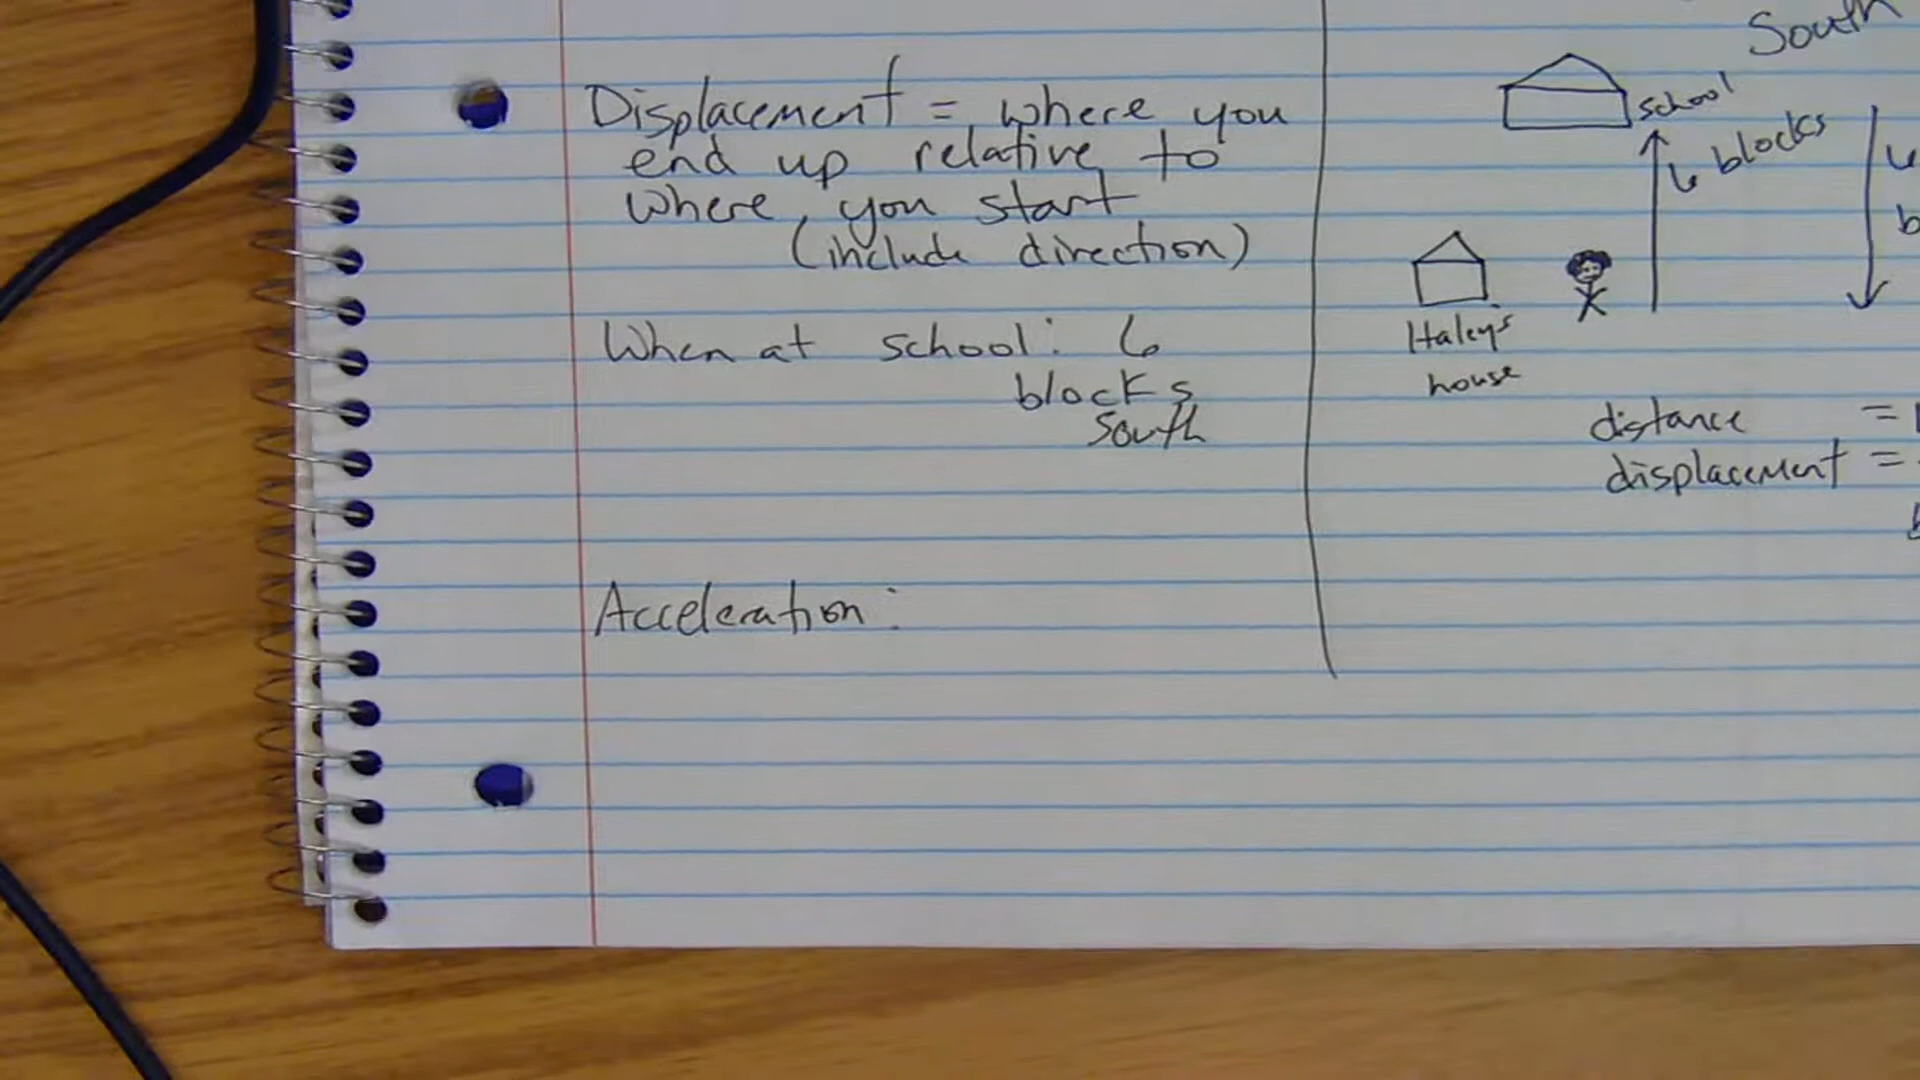 Displacement = where you
end up relative to
where you start
(include direction)
When at school: 6
blocks
South
Acceleration:
South
school
6 blocks
Haley's
house
distance =
displacement =